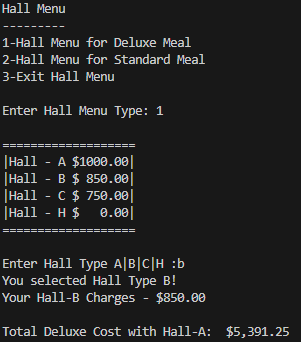 Hall Menu
---------
1-Hall Menu for Deluxe Meal
2-Hall Menu for Standard Meal
3-Exit Hall Menu
Enter Hall Menu Type: 1
===================
|Hall - A $1000.00|
|Hall - B $ 850.00|
|Hall - C $ 750.00|
|Hall - H $   0.00|
===================
Enter Hall Type A|B|C|H :b
You selected Hall Type B!
Your Hall-B Charges - $850.00
Total Deluxe Cost with Hall-A:  $5,391.25